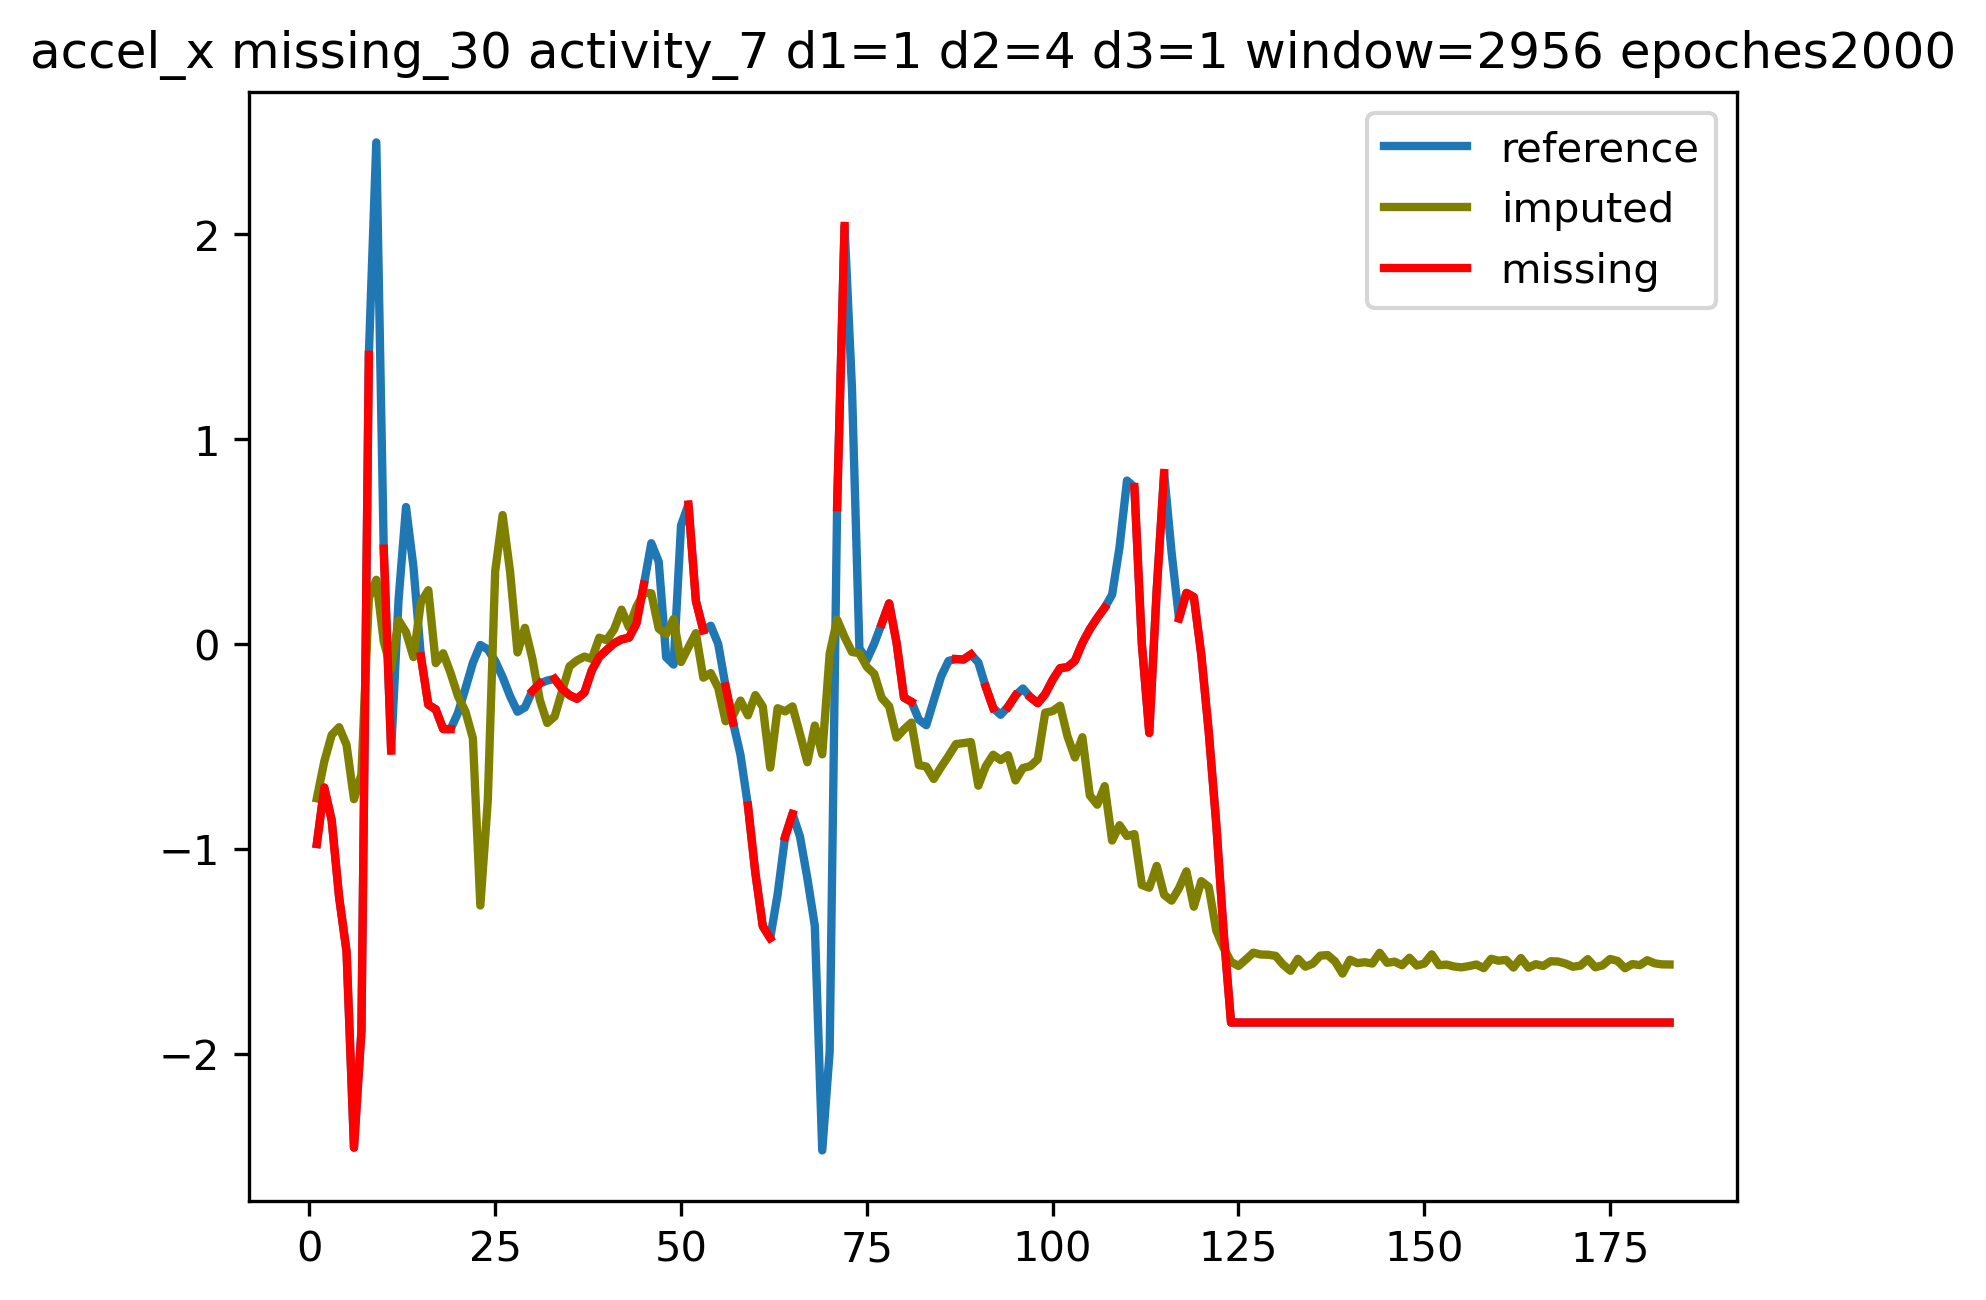 accel_x missing_30 activity_7 d1=1 d2=4 d3=1 window=2956 epoches2000
reference
imputed
missing
2
1
0
−1
−2
0 25 50 75 100 125 150 175